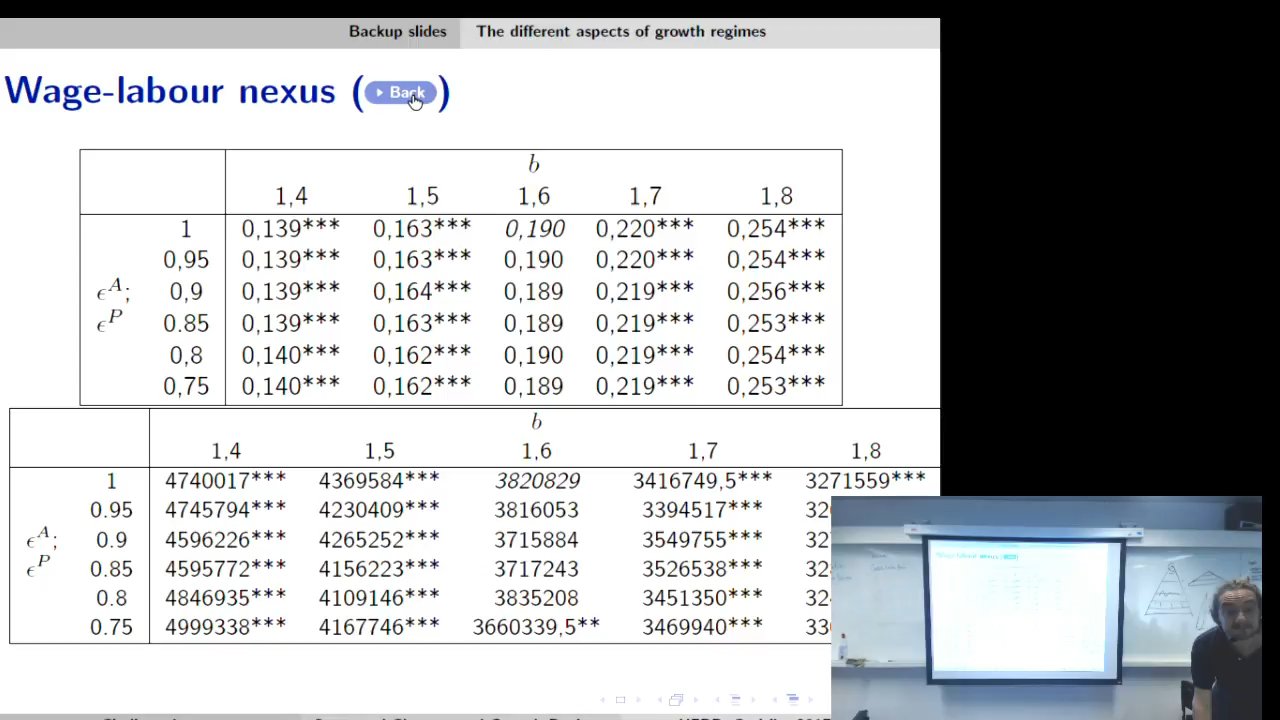 Backup slides The different aspects of growth regimes
Wage-labour nexus ( Back )
b
1,4 1,5 1,6 1,7 1,8
1 0,139*** 0,163*** 0,190 0,220*** 0,254***
0,95 0,139*** 0,163*** 0,190 0,220*** 0,254***
ϵ^A; 0,9 0,139*** 0,164*** 0,189 0,219*** 0,256***
ϵ^P 0.85 0,139*** 0,163*** 0,189 0,219*** 0,253***
0,8 0,140*** 0,162*** 0,190 0,219*** 0,254***
0,75 0,140*** 0,162*** 0,189 0,219*** 0,253***
b
1,4 1,5 1,6 1,7 1,8
1 4740017*** 4369584*** 3820829 3416749,5*** 3271559***
0.95 4745794*** 4230409*** 3816053 3394517***
ϵ^A; 0.9 4596226*** 4265252*** 3715884 3549755***
ϵ^P 0.85 4595772*** 4156223*** 3717243 3526538***
0.8 4846935*** 4109146*** 3835208 3451350***
0.75 4999338*** 4167746*** 3660339,5** 3469940***
Wage-labour nexus